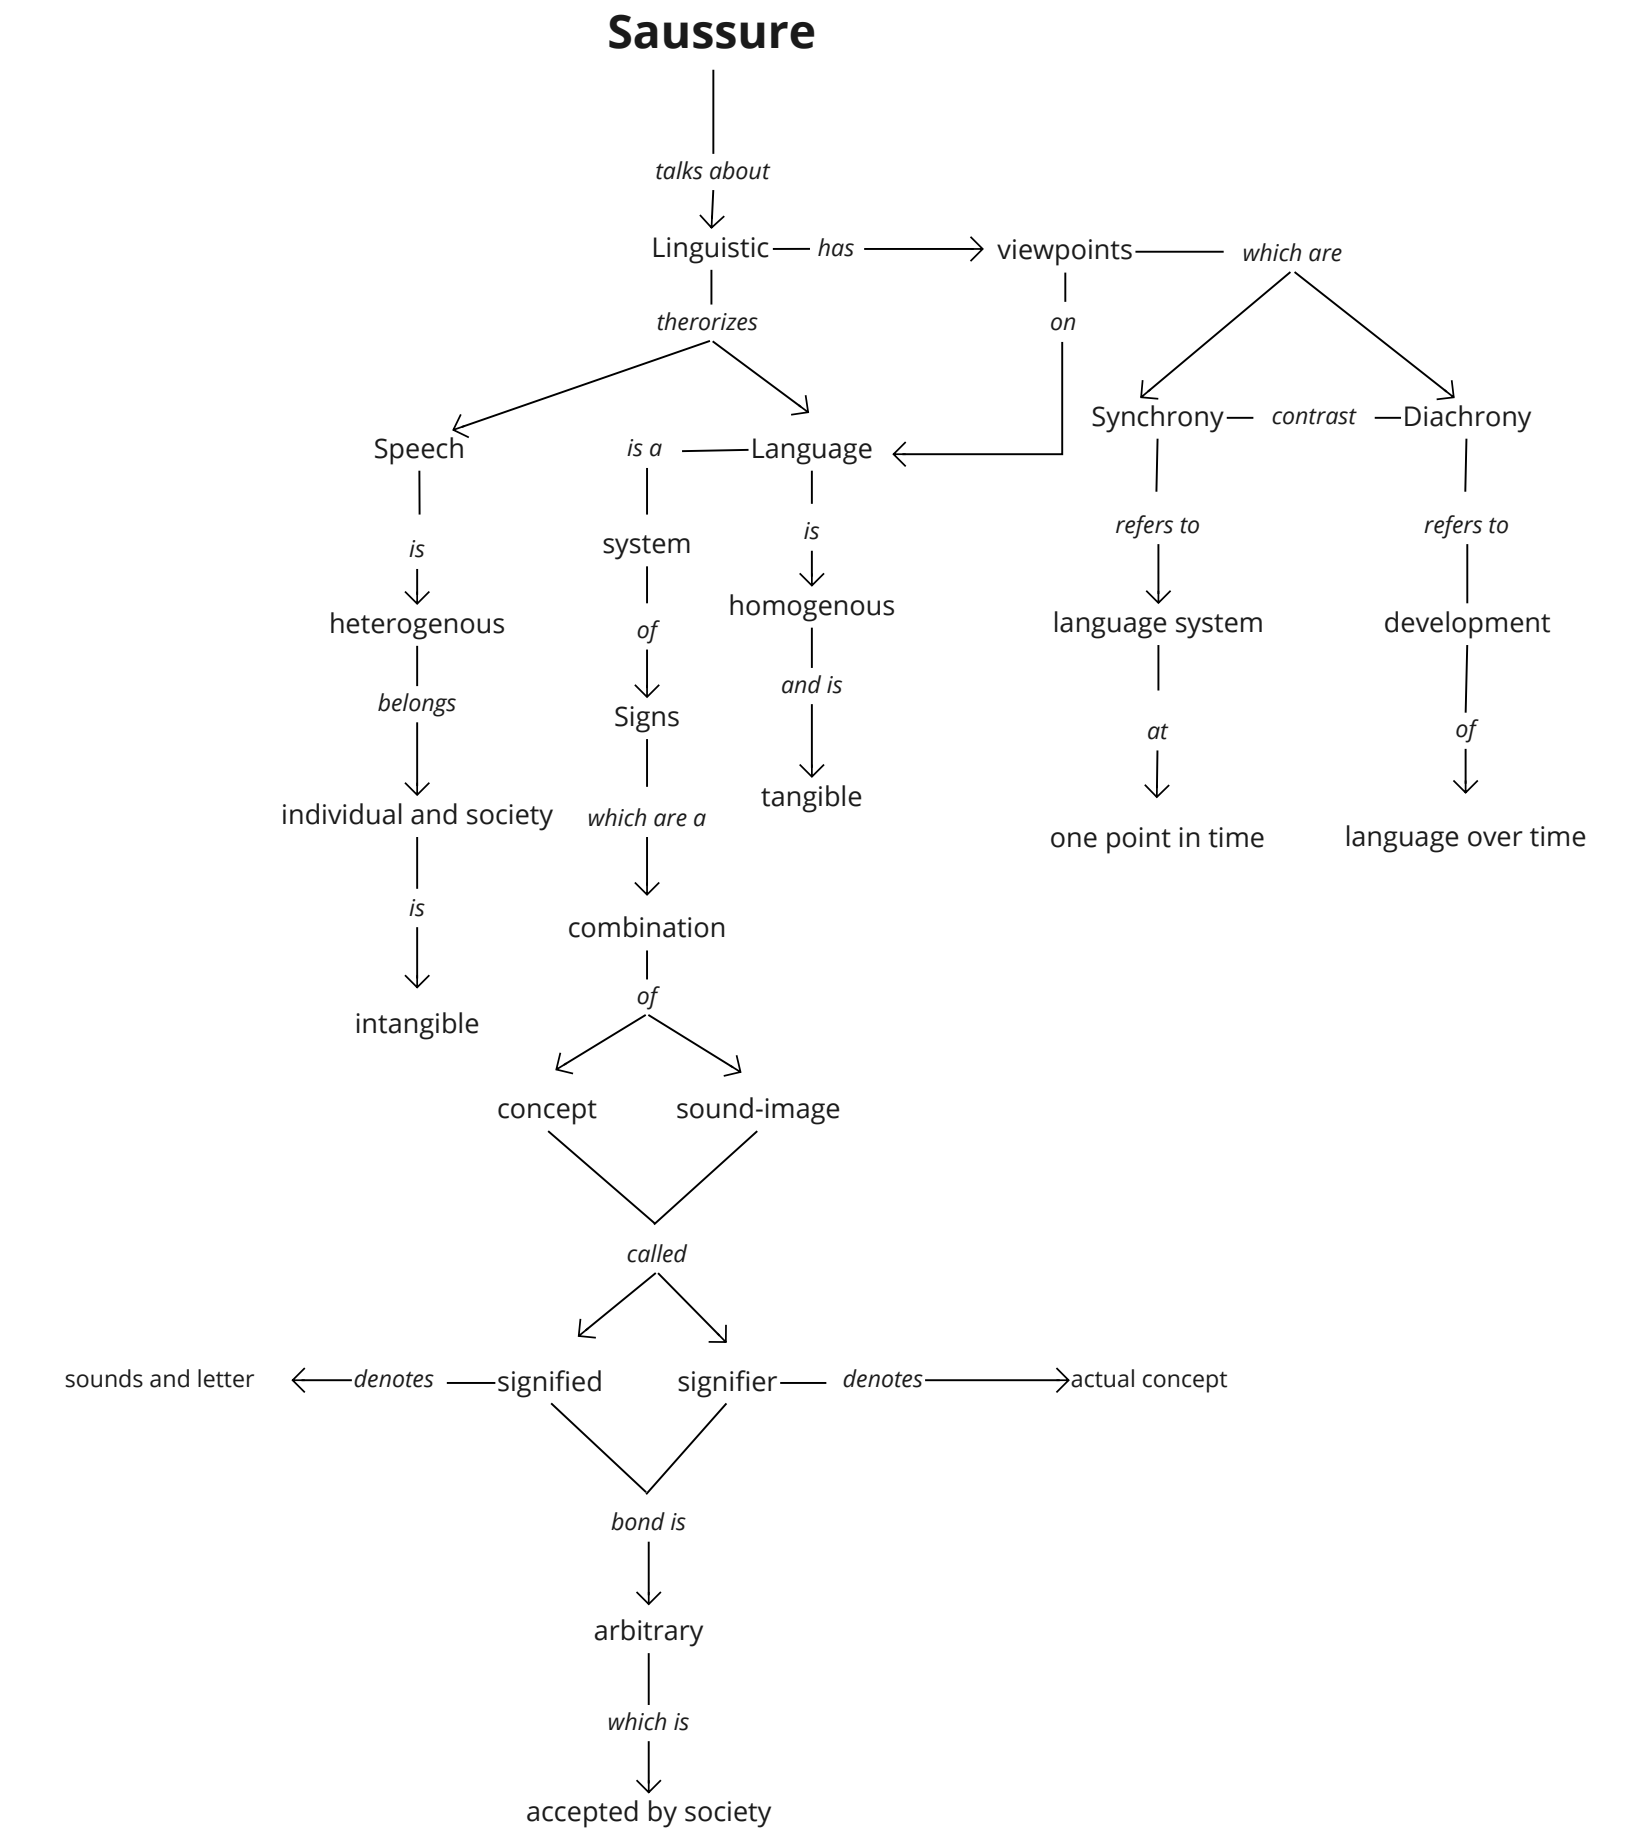 Saussure
talks about
Linguistic
has
viewpoints
which are
therorizes
on
Speech
is a
Language
Synchrony
contrast
Diachrony
is
system
is
refers to
refers to
heterogenous
of
homogenous
language system
development
belongs
Signs
and is
at
of
individual and society
which are a
tangible
one point in time
language over time
is
combination
of
intangible
concept
sound-image
called
sounds and letter
denotes
signified
signifier
denotes
actual concept
bond is
arbitrary
which is
accepted by society